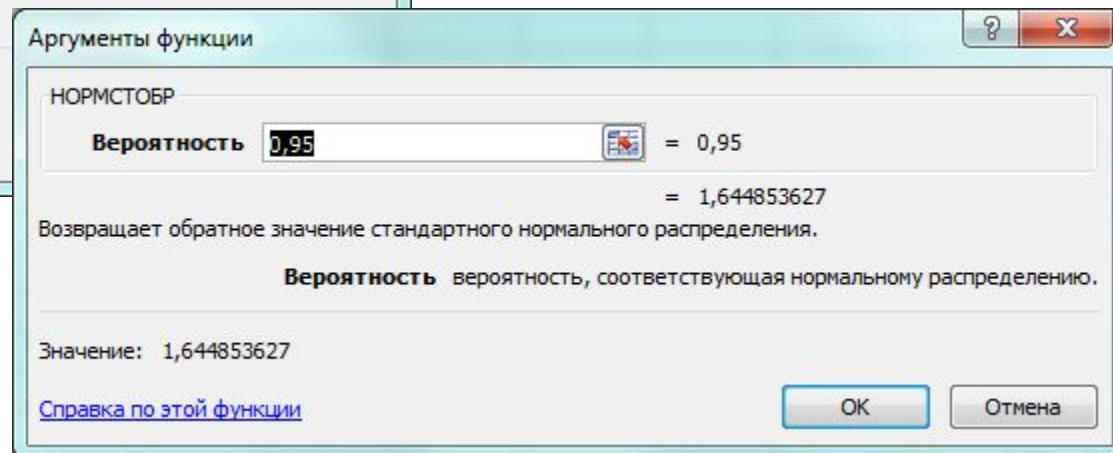 Аргументы функции
?
X
НОРМСТОБР
Вероятность 0,95 = 0,95
= 1,644853627
Возвращает обратное значение стандартного нормального распределения.
Вероятность вероятность, соответствующая нормальному распределению.
Значение: 1,644853627
Справка по этой функции
ОК
Отмена